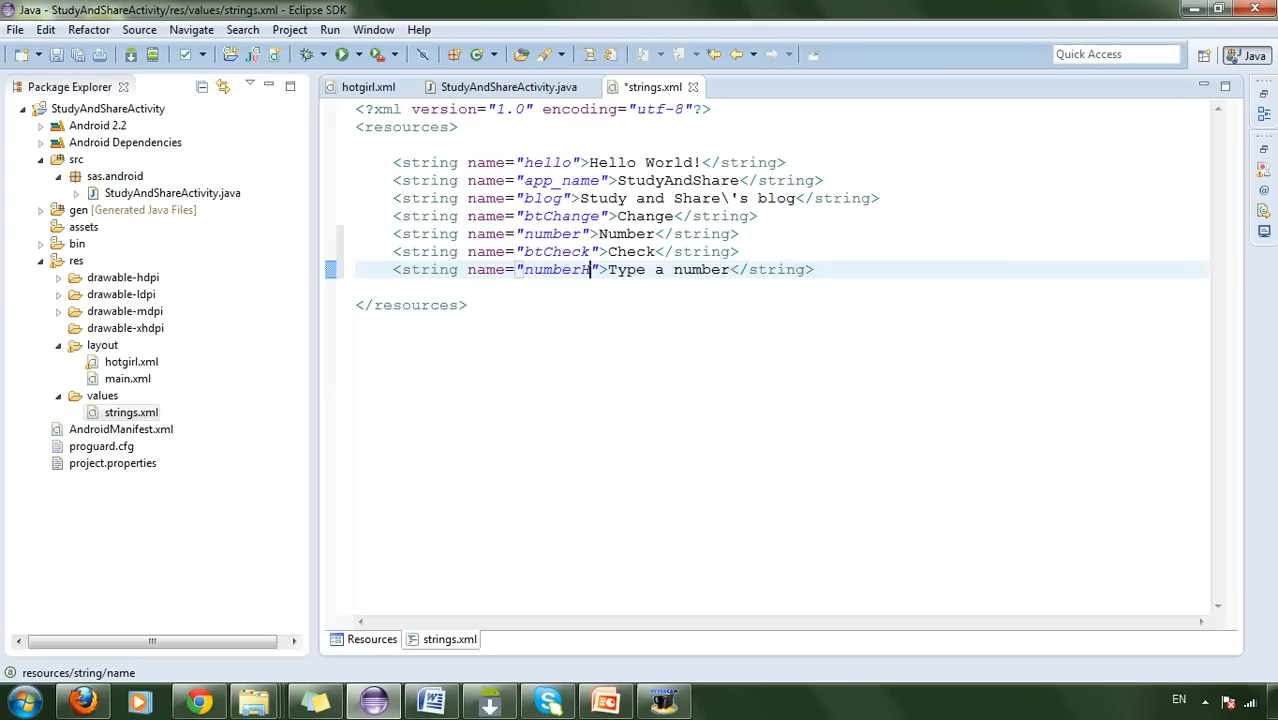 Java - StudyAndShareActivity/res/values/strings.xml - Eclipse SDK
File Edit Refactor Source Navigate Search Project Run Window Help
Quick Access
Java
Package Explorer
hotgirl.xml
StudyAndShareActivity.java
*strings.xml
StudyAndShareActivity
Android 2.2
Android Dependencies
src
sas.android
StudyAndShareActivity.java
gen [Generated Java Files]
assets
bin
res
drawable-hdpi
drawable-ldpi
drawable-mdpi
drawable-xhdpi
layout
hotgirl.xml
main.xml
values
strings.xml
AndroidManifest.xml
proguard.cfg
project.properties
<?xml version="1.0" encoding="utf-8"?>
<resources>
<string name="hello">Hello World!</string>
<string name="app_name">StudyAndShare</string>
<string name="blog">Study and Share\'s blog</string>
<string name="btChange">Change</string>
<string name="number">Number</string>
<string name="btCheck">Check</string>
<string name="numberH">Type a number</string>
</resources>
Resources
strings.xml
resources/string/name
EN